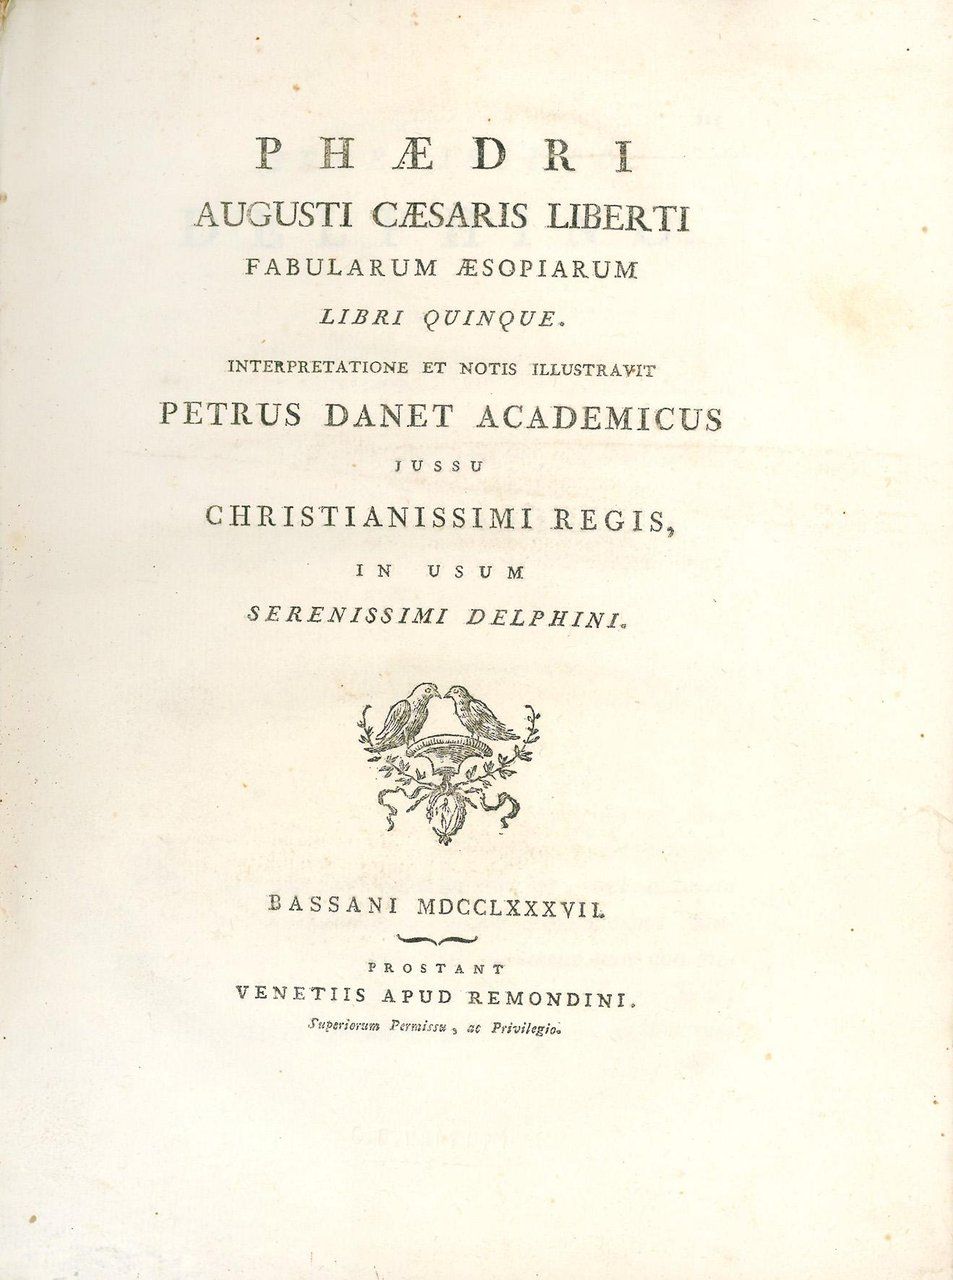 PHÆDRI
AUGUSTI CÆSARIS LIBERTI
FABULARUM ÆSOPIARUM
LIBRI QUINQUE.
INTERPRETATIONE ET NOTIS ILLUSTRAVIT
PETRUS DANET ACADEMICUS
JUSSU
CHRISTIANISSIMI REGIS,
IN USUM
SERENISSIMI DELPHINI.
BASSANI MDCCLXXXVII.
PROSTANT
VENETIIS APUD REMONDINI.
Superiorum Permissu, ac Privilegio.